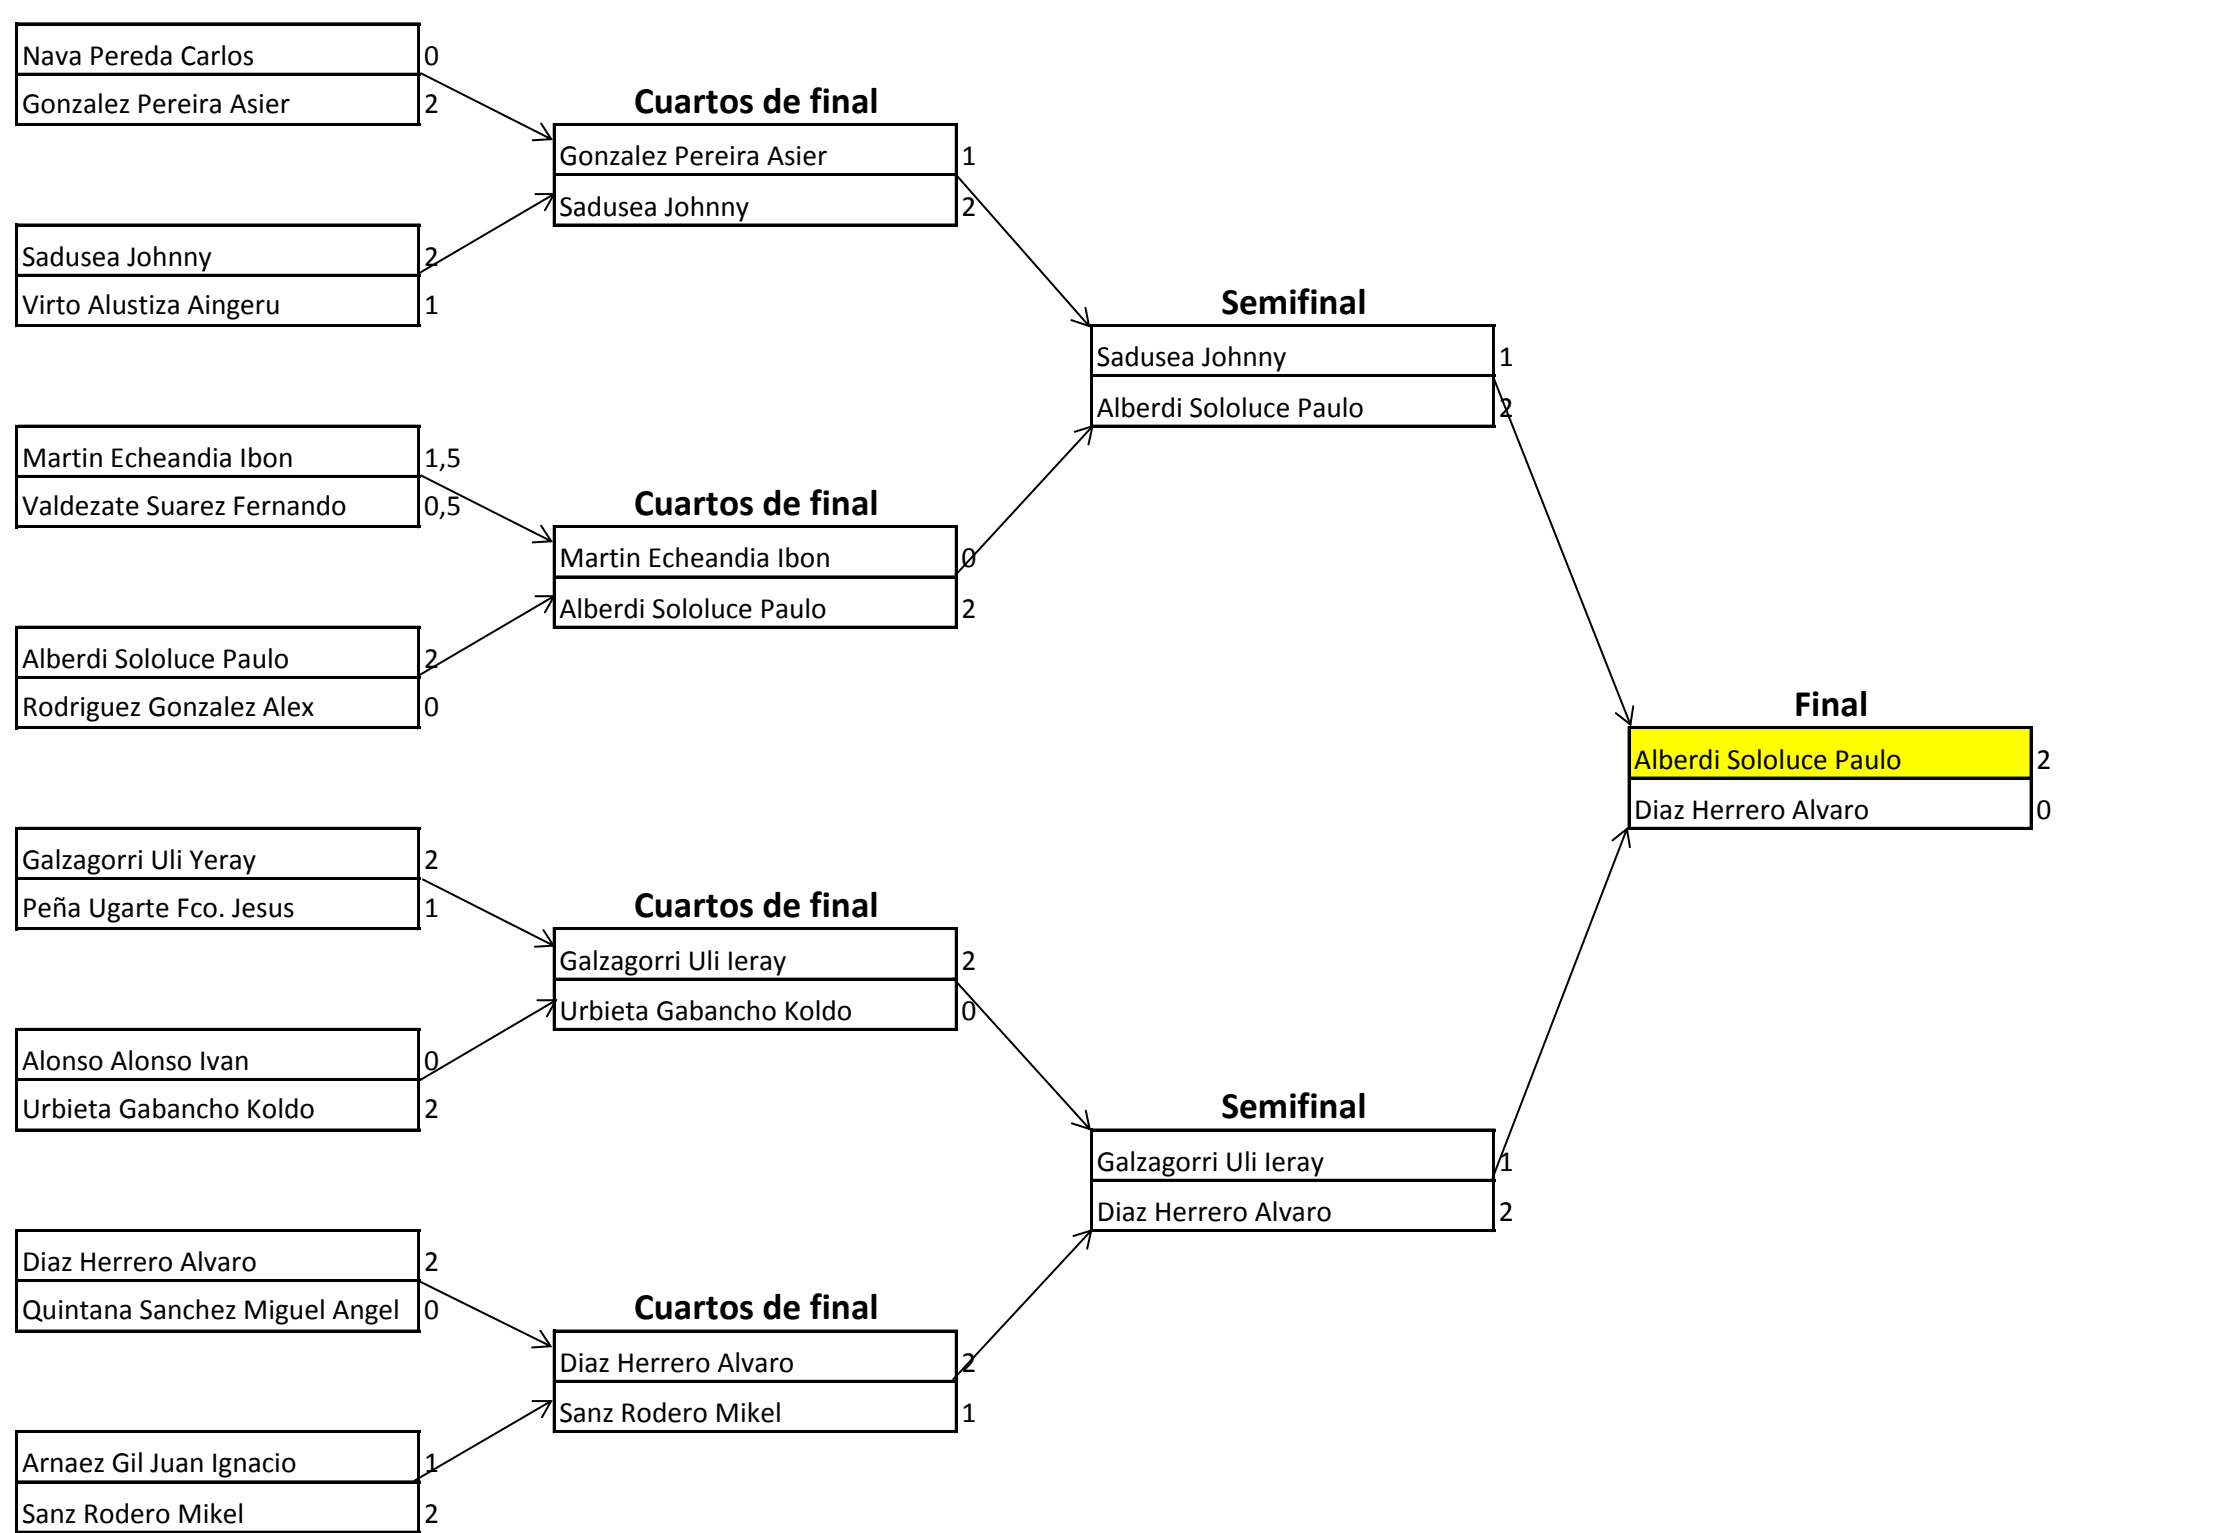 Nava Pereda Carlos 0
Gonzalez Pereira Asier 2
Sadusea Johnny 2
Virto Alustiza Aingeru 1
Martin Echeandia Ibon 1,5
Valdezate Suarez Fernando 0,5
Alberdi Sololuce Paulo 2
Rodriguez Gonzalez Alex 0
Galzagorri Uli Yeray 2
Peña Ugarte Fco. Jesus 1
Alonso Alonso Ivan 0
Urbieta Gabancho Koldo 2
Diaz Herrero Alvaro 2
Quintana Sanchez Miguel Angel 0
Arnaez Gil Juan Ignacio 1
Sanz Rodero Mikel 2
Cuartos de final
Gonzalez Pereira Asier 1
Sadusea Johnny 2
Cuartos de final
Martin Echeandia Ibon 0
Alberdi Sololuce Paulo 2
Cuartos de final
Galzagorri Uli Ieray 2
Urbieta Gabancho Koldo 0
Cuartos de final
Diaz Herrero Alvaro 2
Sanz Rodero Mikel 1
Semifinal
Sadusea Johnny 1
Alberdi Sololuce Paulo 2
Semifinal
Galzagorri Uli Ieray 1
Diaz Herrero Alvaro 2
Final
Alberdi Sololuce Paulo 2
Diaz Herrero Alvaro 0